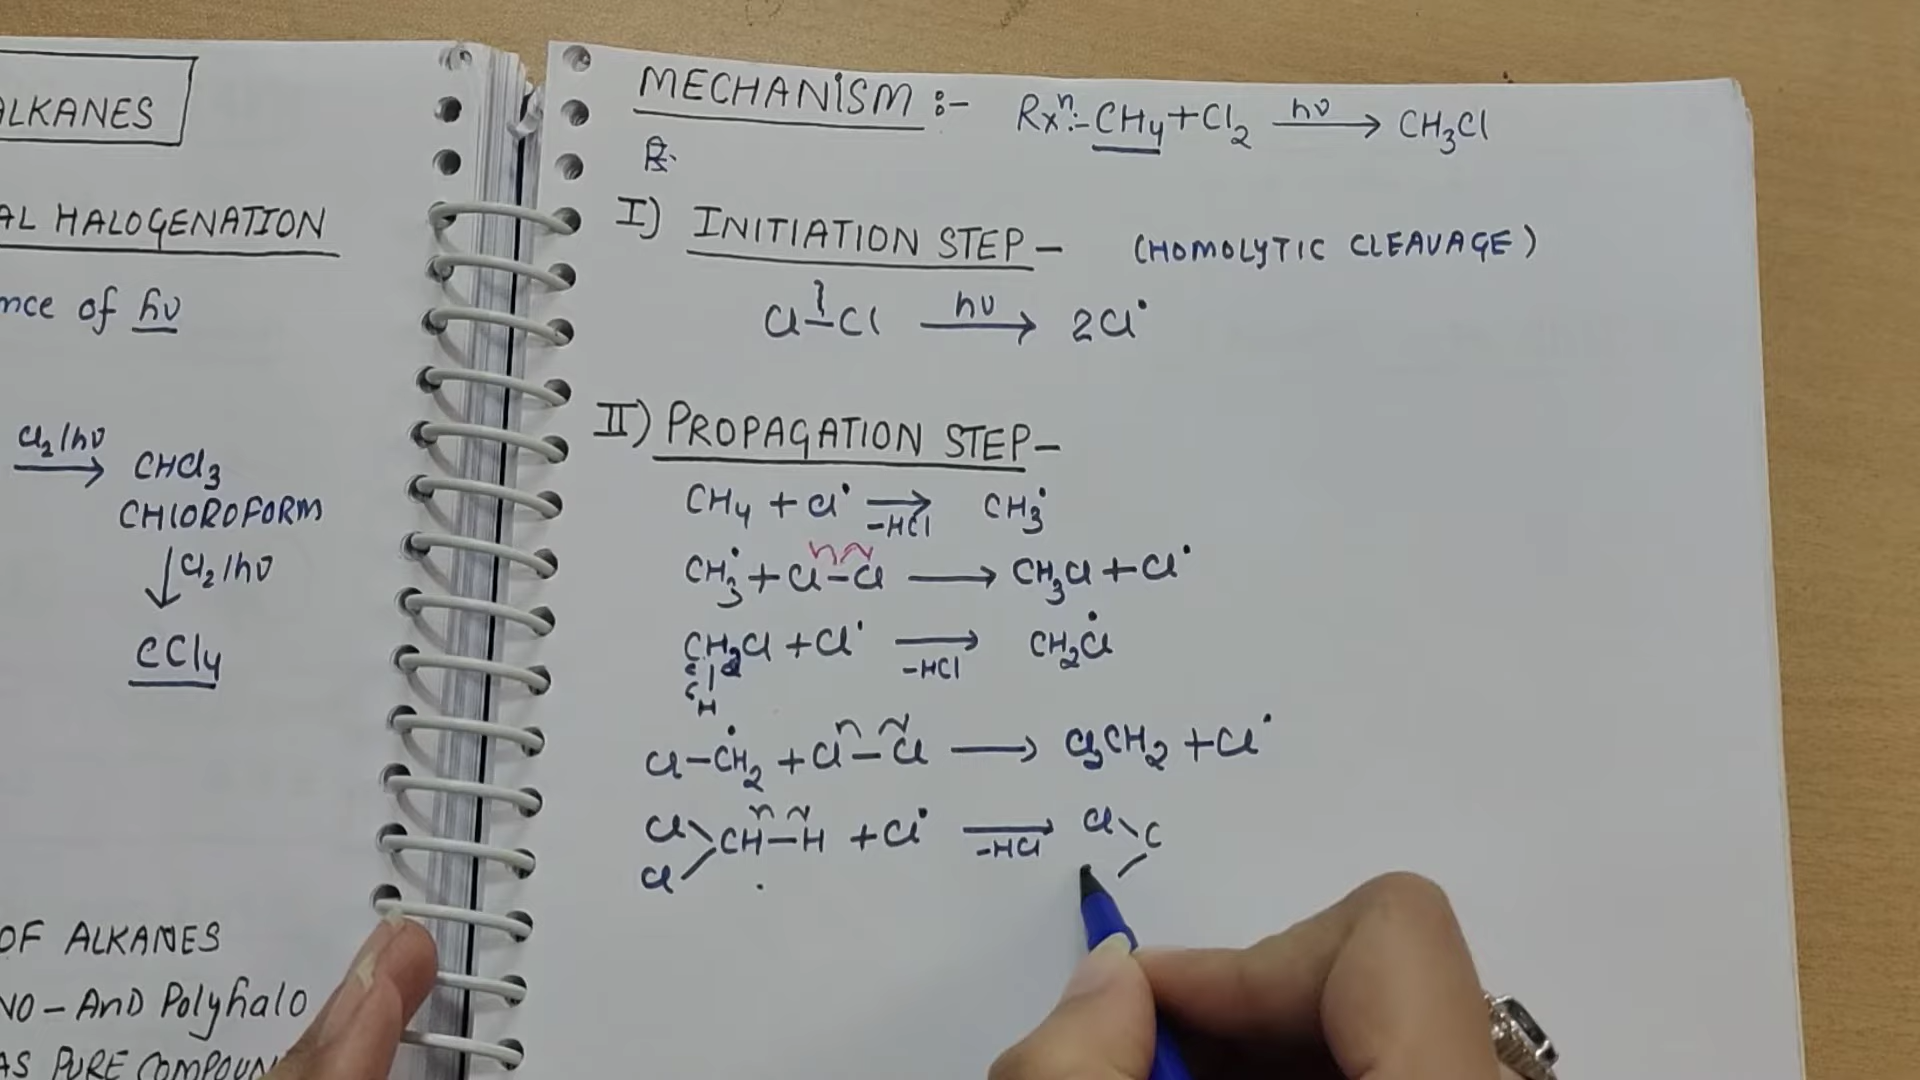 ALKANES
AL HALOGENATION
nce of hν
Cl2/hν
CHCl3
CHLOROFORM
↓Cl2/hν
CCl4
OF ALKANES
NO-AND Polyhalo
AS PURE COMPOUN
MECHANISM :- Rxn:- CH4 + Cl2 hν→ CH3Cl
I) INITIATION STEP - (HOMOLYTIC CLEAVAGE)
Cl-Cl hν→ 2Cl•
II) PROPAGATION STEP-
CH4 + Cl• →-HCl CH3•
CH3• + Cl-Cl → CH3Cl + Cl•
CH2Cl + Cl• →-HCl CH2Cl•
H
Cl-CH2• + Cl-Cl → Cl2CH2 + Cl•
Cl
Cl CH-H + Cl• →-HCl Cl C